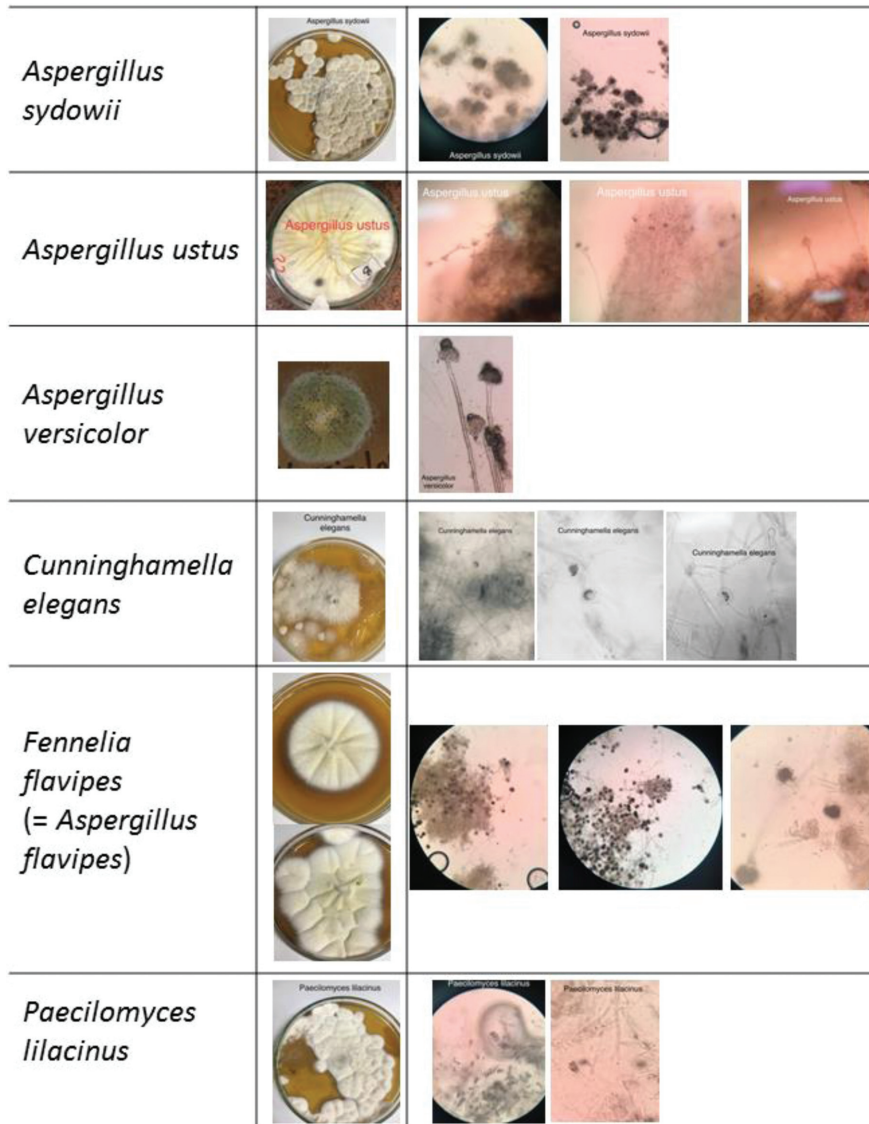 Aspergillus
sydowii
Aspergillus sydowii
Aspergillus sydowii
Aspergillus sydowii
Aspergillus ustus
Aspergillus ustus
Aspergillus ustus
Aspergillus ustus
Aspergillus ustus
Aspergillus
versicolor
Aspergillus
versicolor
Cunninghamella
elegans
Cunninghamella
elegans
Cunninghamella elegans
Cunninghamella elegans
Cunninghamella elegans
Fennelia
flavipes
(= Aspergillus
flavipes)
Paecilomyces
lilacinus
Paecilomyces lilacinus
Paecilomyces lilacinus
Paecilomyces lilacinus